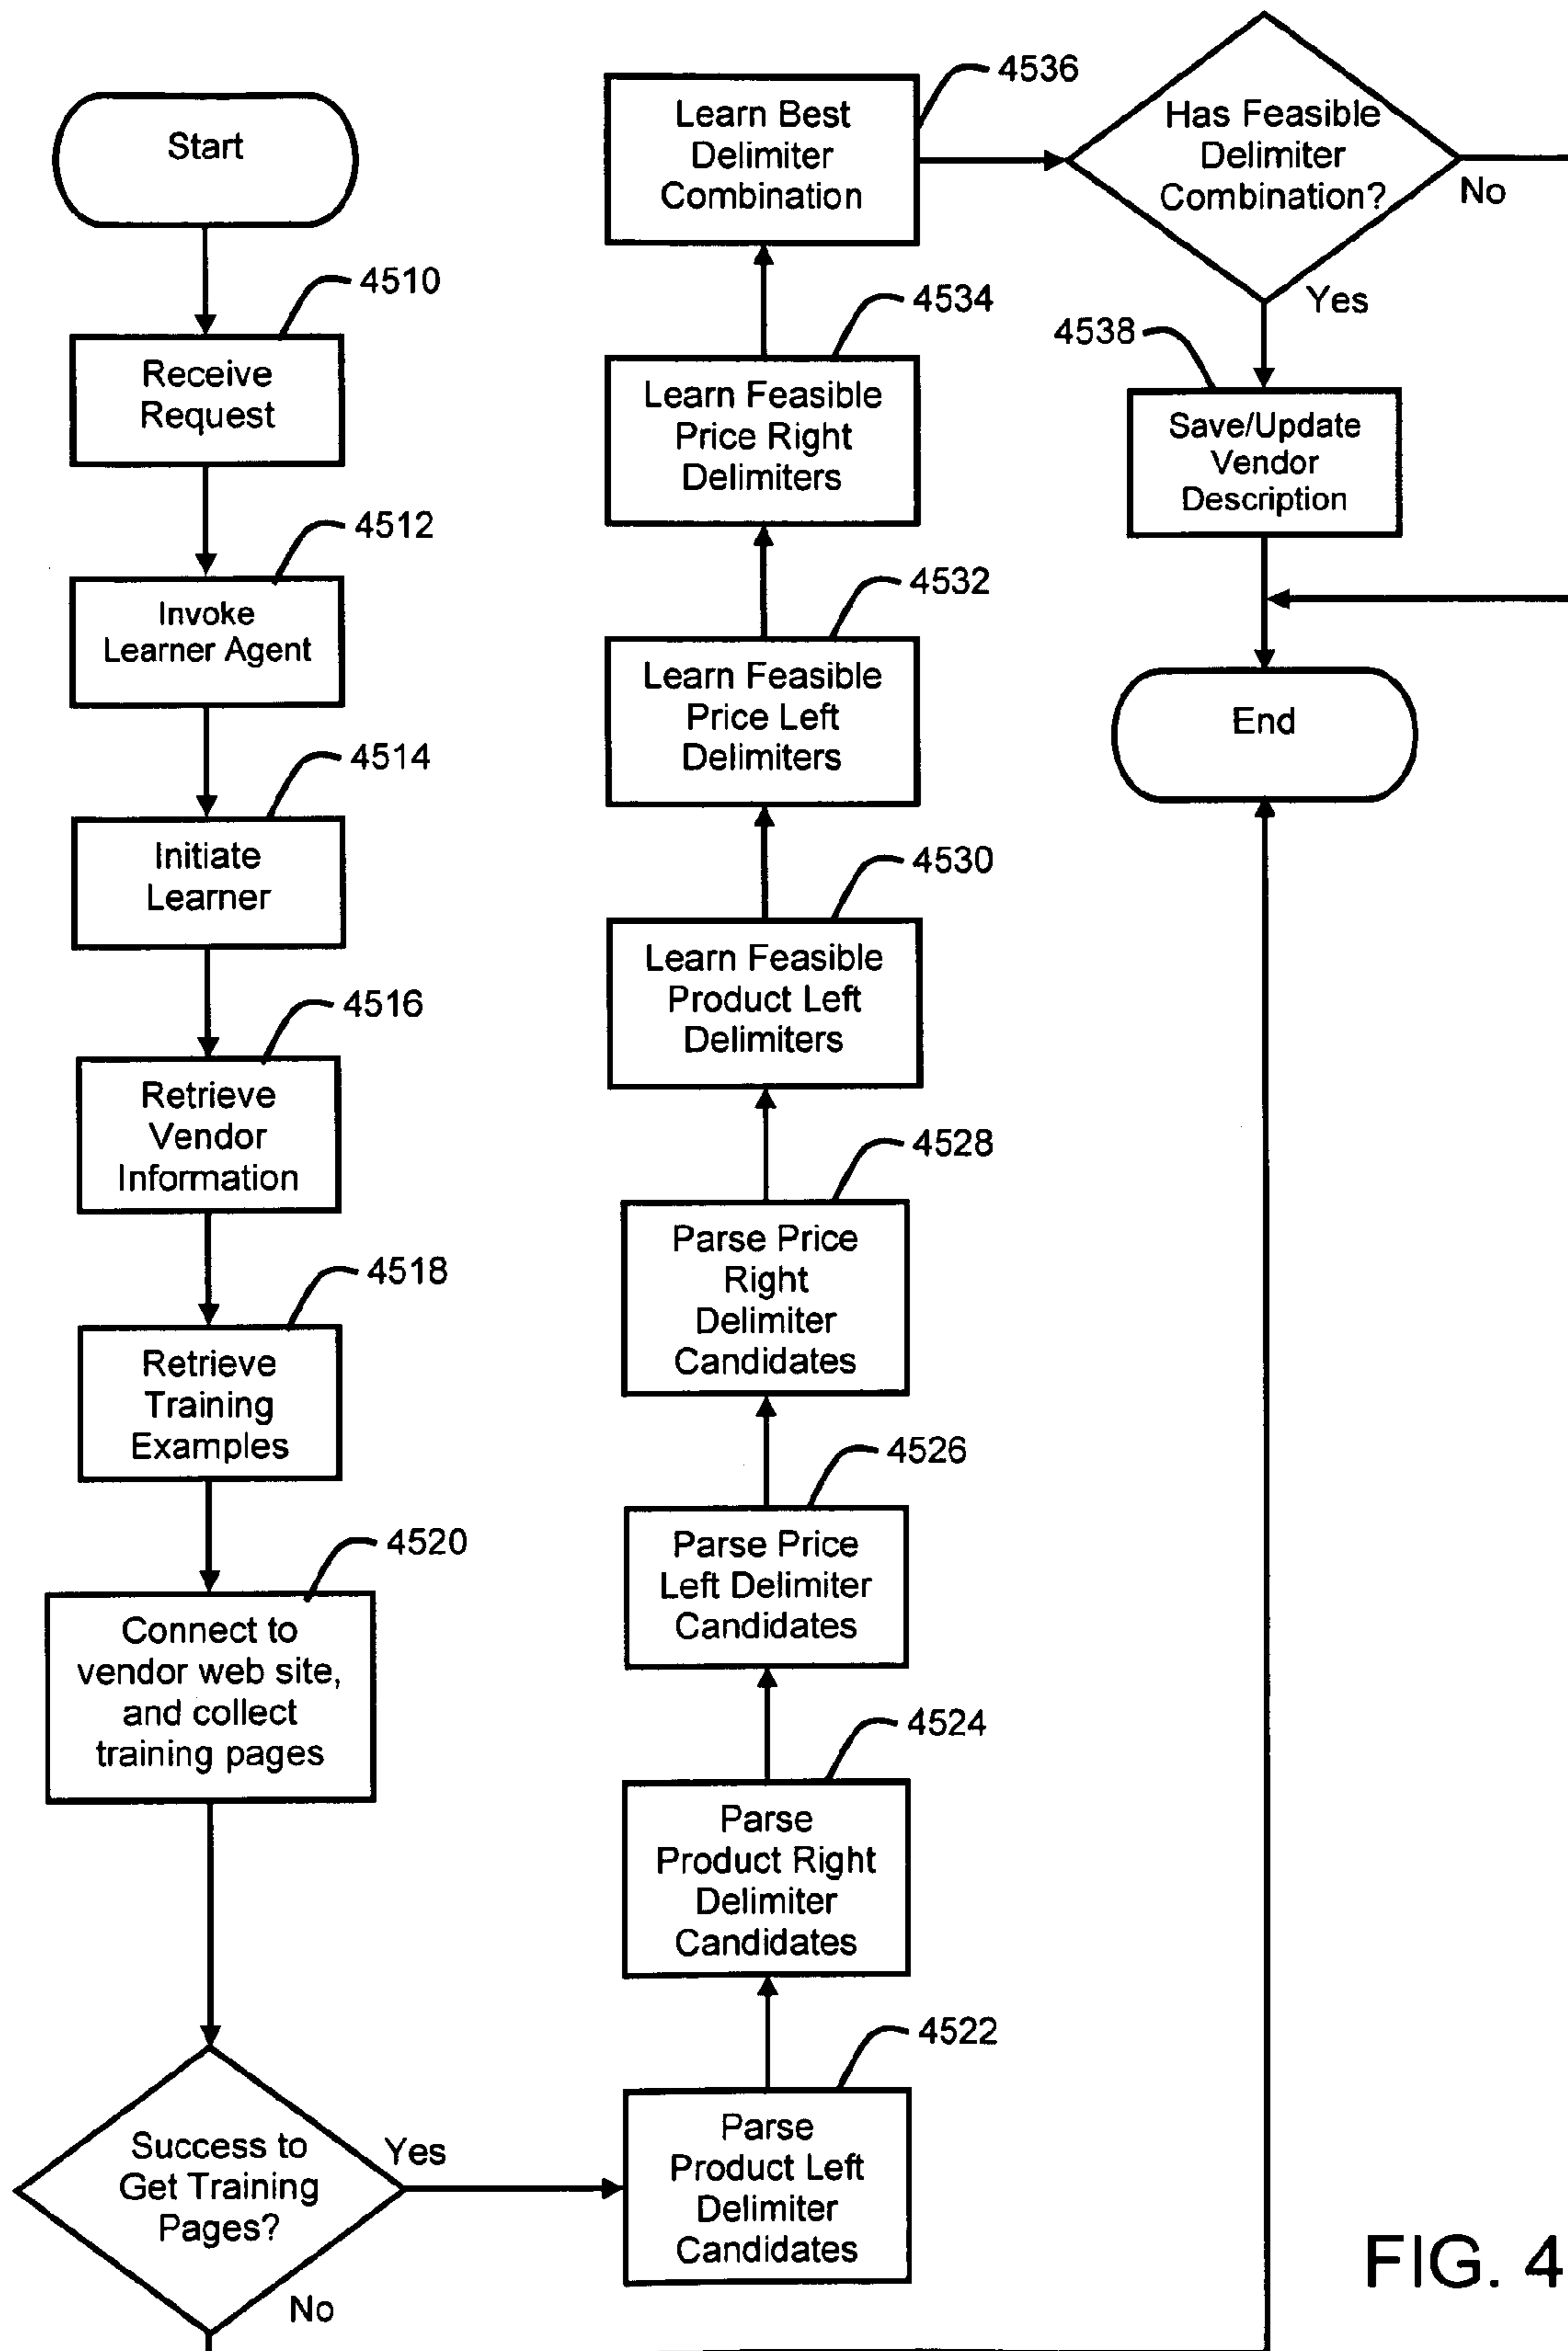 Start
4510
Receive
Request
4512
Invoke
Learner Agent
4514
Initiate
Learner
4516
Retrieve
Vendor
Information
4518
Retrieve
Training
Examples
4520
Connect to
vendor web site,
and collect
training pages
Success to
Get Training
Pages?
Yes
No
4522
Parse
Product Left
Delimiter
Candidates
4524
Parse
Product Right
Delimiter
Candidates
4526
Parse Price
Left Delimiter
Candidates
4528
Parse Price
Right
Delimiter
Candidates
4530
Learn Feasible
Product Left
Delimiters
4532
Learn Feasible
Price Left
Delimiters
4534
Learn Feasible
Price Right
Delimiters
4536
Learn Best
Delimiter
Combination
Has Feasible
Delimiter
Combination?
No
Yes
4538
Save/Update
Vendor
Description
End
FIG. 4